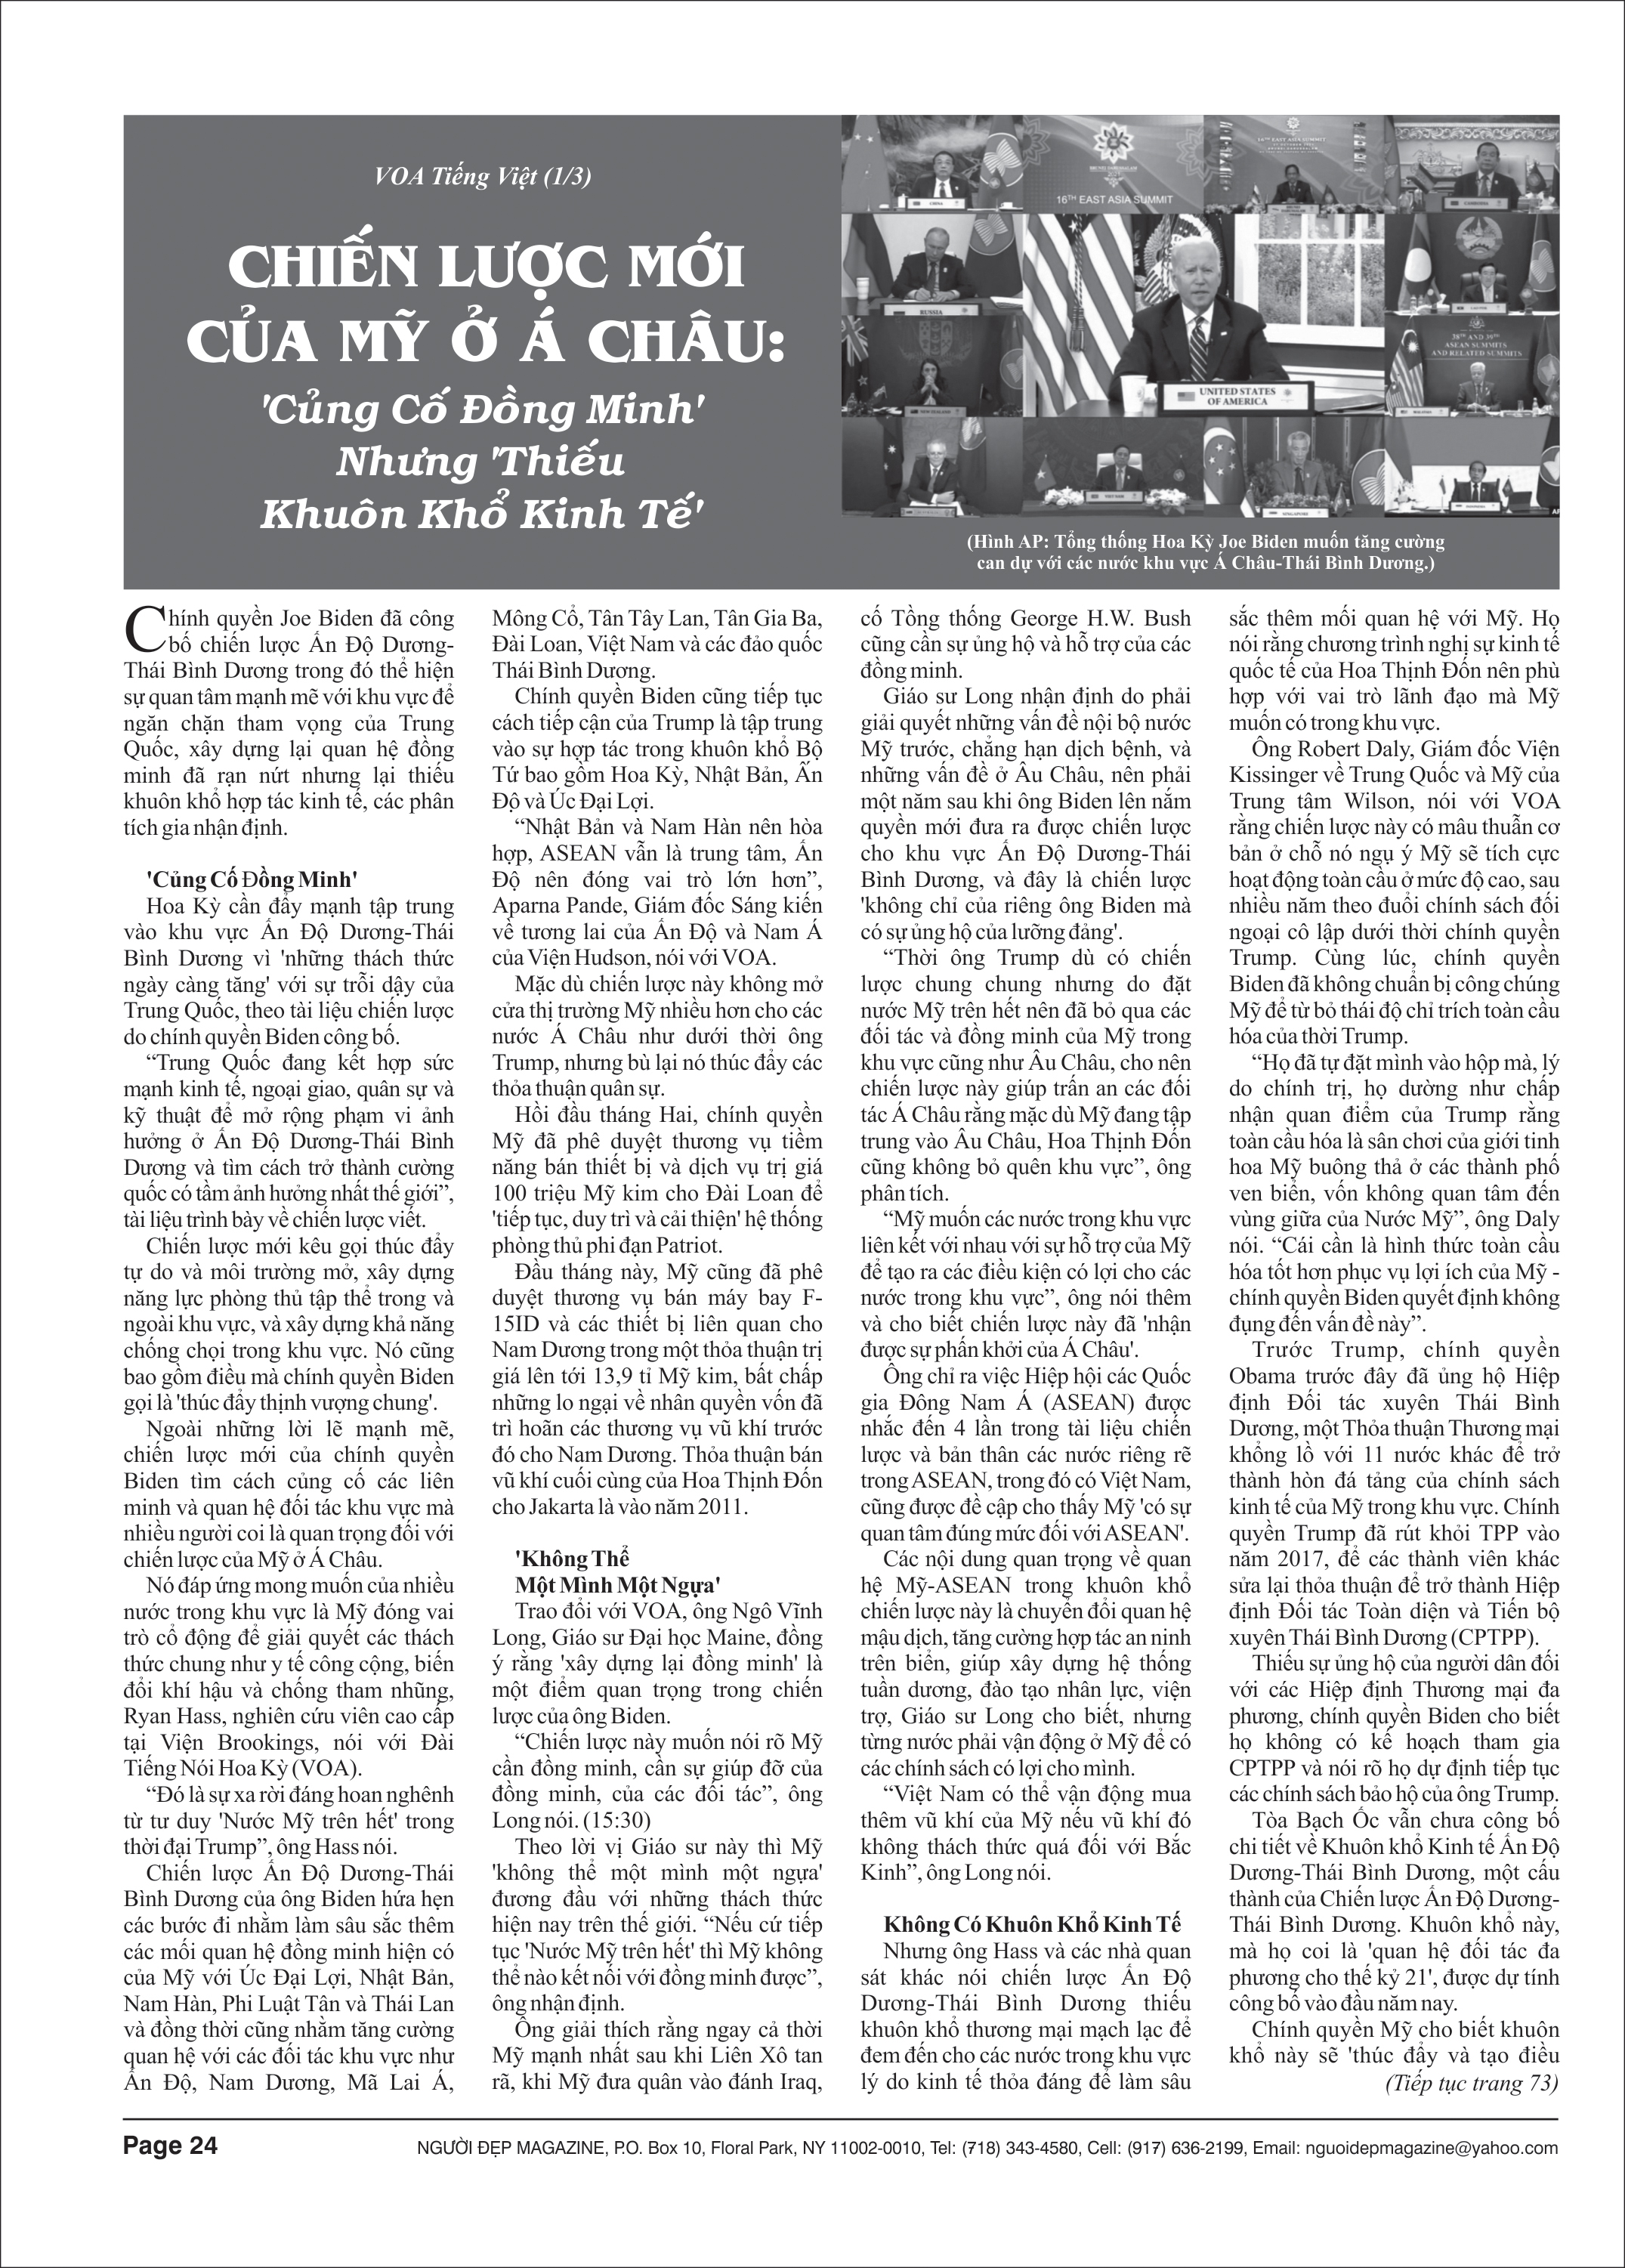 VOA Tiếng Việt (1/3)
CHIẾN LƯỢC MỚI
CỦA MỸ Ở Á CHÂU:
'Củng Cố Đồng Minh'
Nhưng 'Thiếu
Khuôn Khổ Kinh Tế'
CHINA
16TH EAST ASIA SUMMIT
16TH EAST ASIA SUMMIT
CAMBODIA
RUSSIA
38TH AND 39TH
ASEAN SUMMITS
AND RELATED SUMMITS
NEW ZEALAND
UNITED STATES
OF AMERICA
MALAYSIA
VIET NAM
SINGAPORE
(Hình AP: Tổng thống Hoa Kỳ Joe Biden muốn tăng cường
can dự với các nước khu vực Á Châu-Thái Bình Dương.)
Chính quyền Joe Biden đã công
bố chiến lược Ấn Độ Dương-
Thái Bình Dương trong đó thể hiện
sự quan tâm mạnh mẽ với khu vực để
ngăn chặn tham vọng của Trung
Quốc, xây dựng lại quan hệ đồng
minh đã rạn nứt nhưng lại thiếu
khuôn khổ hợp tác kinh tế, các phân
tích gia nhận định.
'Củng Cố Đồng Minh'
Hoa Kỳ cần đẩy mạnh tập trung
vào khu vực Ấn Độ Dương-Thái
Bình Dương vì 'những thách thức
ngày càng tăng' với sự trỗi dậy của
Trung Quốc, theo tài liệu chiến lược
do chính quyền Biden công bố.
“Trung Quốc đang kết hợp sức
mạnh kinh tế, ngoại giao, quân sự và
kỹ thuật để mở rộng phạm vi ảnh
hưởng ở Ấn Độ Dương-Thái Bình
Dương và tìm cách trở thành cường
quốc có tầm ảnh hưởng nhất thế giới”,
tài liệu trình bày về chiến lược viết.
Chiến lược mới kêu gọi thúc đẩy
tự do và môi trường mở, xây dựng
năng lực phòng thủ tập thể trong và
ngoài khu vực, và xây dựng khả năng
chống chọi trong khu vực. Nó cũng
bao gồm điều mà chính quyền Biden
gọi là 'thúc đẩy thịnh vượng chung'.
Ngoài những lời lẽ mạnh mẽ,
chiến lược mới của chính quyền
Biden tìm cách củng cố các liên
minh và quan hệ đối tác khu vực mà
nhiều người coi là quan trọng đối với
chiến lược của Mỹ ở Á Châu.
Nó đáp ứng mong muốn của nhiều
nước trong khu vực là Mỹ đóng vai
trò cổ động để giải quyết các thách
thức chung như y tế công cộng, biến
đổi khí hậu và chống tham nhũng,
Ryan Hass, nghiên cứu viên cao cấp
tại Viện Brookings, nói với Đài
Tiếng Nói Hoa Kỳ (VOA).
“Đó là sự xa rời đáng hoan nghênh
từ tư duy 'Nước Mỹ trên hết' trong
thời đại Trump”, ông Hass nói.
Chiến lược Ấn Độ Dương-Thái
Bình Dương của ông Biden hứa hẹn
các bước đi nhằm làm sâu sắc thêm
các mối quan hệ đồng minh hiện có
của Mỹ với Úc Đại Lợi, Nhật Bản,
Nam Hàn, Phi Luật Tân và Thái Lan
và đồng thời cũng nhằm tăng cường
quan hệ với các đối tác khu vực như
Ấn Độ, Nam Dương, Mã Lai Á,
Mông Cổ, Tân Tây Lan, Tân Gia Ba,
Đài Loan, Việt Nam và các đảo quốc
Thái Bình Dương.
Chính quyền Biden cũng tiếp tục
cách tiếp cận của Trump là tập trung
vào sự hợp tác trong khuôn khổ Bộ
Tứ bao gồm Hoa Kỳ, Nhật Bản, Ấn
Độ và Úc Đại Lợi.
“Nhật Bản và Nam Hàn nên hòa
hợp, ASEAN vẫn là trung tâm, Ấn
Độ nên đóng vai trò lớn hơn”,
Aparna Pande, Giám đốc Sáng kiến
về tương lai của Ấn Độ và Nam Á
của Viện Hudson, nói với VOA.
Mặc dù chiến lược này không mở
cửa thị trường Mỹ nhiều hơn cho các
nước Á Châu như dưới thời ông
Trump, nhưng bù lại nó thúc đẩy các
thỏa thuận quân sự.
Hồi đầu tháng Hai, chính quyền
Mỹ đã phê duyệt thương vụ tiềm
năng bán thiết bị và dịch vụ trị giá
100 triệu Mỹ kim cho Đài Loan để
'tiếp tục, duy trì và cải thiện' hệ thống
phòng thủ phi đạn Patriot.
Đầu tháng này, Mỹ cũng đã phê
duyệt thương vụ bán máy bay F-
15ID và các thiết bị liên quan cho
Nam Dương trong một thỏa thuận trị
giá lên tới 13,9 tỉ Mỹ kim, bất chấp
những lo ngại về nhân quyền vốn đã
trì hoãn các thương vụ vũ khí trước
đó cho Nam Dương. Thỏa thuận bán
vũ khí cuối cùng của Hoa Thịnh Đốn
cho Jakarta là vào năm 2011.
'Không Thể
Một Mình Một Ngựa'
Trao đổi với VOA, ông Ngô Vĩnh
Long, Giáo sư Đại học Maine, đồng
ý rằng 'xây dựng lại đồng minh' là
một điểm quan trọng trong chiến
lược của ông Biden.
“Chiến lược này muốn nói rõ Mỹ
cần đồng minh, cần sự giúp đỡ của
đồng minh, của các đối tác”, ông
Long nói. (15:30)
Theo lời vị Giáo sư này thì Mỹ
'không thể một mình một ngựa'
đương đầu với những thách thức
hiện nay trên thế giới. “Nếu cứ tiếp
tục 'Nước Mỹ trên hết' thì Mỹ không
thể nào kết nối với đồng minh được”,
ông nhận định.
Ông giải thích rằng ngay cả thời
Mỹ mạnh nhất sau khi Liên Xô tan
rã, khi Mỹ đưa quân vào đánh Iraq,
cố Tồng thống George H.W. Bush
cũng cần sự ủng hộ và hỗ trợ của các
đồng minh.
Giáo sư Long nhận định do phải
giải quyết những vấn đề nội bộ nước
Mỹ trước, chẳng hạn dịch bệnh, và
những vấn đề ở Âu Châu, nên phải
một năm sau khi ông Biden lên nắm
quyền mới đưa ra được chiến lược
cho khu vực Ấn Độ Dương-Thái
Bình Dương, và đây là chiến lược
'không chỉ của riêng ông Biden mà
có sự ủng hộ của lưỡng đảng'.
“Thời ông Trump dù có chiến
lược chung chung nhưng do đặt
nước Mỹ trên hết nên đã bỏ qua các
đối tác và đồng minh của Mỹ trong
khu vực cũng như Âu Châu, cho nên
chiến lược này giúp trấn an các đối
tác Á Châu rằng mặc dù Mỹ đang tập
trung vào Âu Châu, Hoa Thịnh Đốn
cũng không bỏ quên khu vực”, ông
phân tích.
“Mỹ muốn các nước trong khu vực
liên kết với nhau với sự hỗ trợ của Mỹ
để tạo ra các điều kiện có lợi cho các
nước trong khu vực”, ông nói thêm
và cho biết chiến lược này đã 'nhận
được sự phấn khởi của Á Châu'.
Ông chỉ ra việc Hiệp hội các Quốc
gia Đông Nam Á (ASEAN) được
nhắc đến 4 lần trong tài liệu chiến
lược và bản thân các nước riêng rẽ
trong ASEAN, trong đó có Việt Nam,
cũng được đề cập cho thấy Mỹ 'có sự
quan tâm đúng mức đối với ASEAN'.
Các nội dung quan trọng về quan
hệ Mỹ-ASEAN trong khuôn khổ
chiến lược này là chuyển đổi quan hệ
mậu dịch, tăng cường hợp tác an ninh
trên biển, giúp xây dựng hệ thống
tuần dương, đào tạo nhân lực, viện
trợ, Giáo sư Long cho biết, nhưng
từng nước phải vận động ở Mỹ để có
các chính sách có lợi cho mình.
“Việt Nam có thể vận động mua
thêm vũ khí của Mỹ nếu vũ khí đó
không thách thức quá đối với Bắc
Kinh”, ông Long nói.
Không Có Khuôn Khổ Kinh Tế
Nhưng ông Hass và các nhà quan
sát khác nói chiến lược Ấn Độ
Dương-Thái Bình Dương thiếu
khuôn khổ thương mại mạch lạc để
đem đến cho các nước trong khu vực
lý do kinh tế thỏa đáng để làm sâu
sắc thêm mối quan hệ với Mỹ. Họ
nói rằng chương trình nghị sự kinh tế
quốc tế của Hoa Thịnh Đốn nên phù
hợp với vai trò lãnh đạo mà Mỹ
muốn có trong khu vực.
Ông Robert Daly, Giám đốc Viện
Kissinger về Trung Quốc và Mỹ của
Trung tâm Wilson, nói với VOA
rằng chiến lược này có mâu thuẫn cơ
bản ở chỗ nó ngụ ý Mỹ sẽ tích cực
hoạt động toàn cầu ở mức độ cao, sau
nhiều năm theo đuổi chính sách đối
ngoại cô lập dưới thời chính quyền
Trump. Cùng lúc, chính quyền
Biden đã không chuẩn bị công chúng
Mỹ để từ bỏ thái độ chỉ trích toàn cầu
hóa của thời Trump.
“Họ đã tự đặt mình vào hộp mà, lý
do chính trị, họ dường như chấp
nhận quan điểm của Trump rằng
toàn cầu hóa là sân chơi của giới tinh
hoa Mỹ buông thả ở các thành phố
ven biển, vốn không quan tâm đến
vùng giữa của Nước Mỹ”, ông Daly
nói. “Cái cần là hình thức toàn cầu
hóa tốt hơn phục vụ lợi ích của Mỹ -
chính quyền Biden quyết định không
đụng đến vấn đề này”.
Trước Trump, chính quyền
Obama trước đây đã ủng hộ Hiệp
định Đối tác xuyên Thái Bình
Dương, một Thỏa thuận Thương mại
khổng lồ với 11 nước khác để trở
thành hòn đá tảng của chính sách
kinh tế của Mỹ trong khu vực. Chính
quyền Trump đã rút khỏi TPP vào
năm 2017, để các thành viên khác
sửa lại thỏa thuận để trở thành Hiệp
định Đối tác Toàn diện và Tiến bộ
xuyên Thái Bình Dương (CPTPP).
Thiếu sự ủng hộ của người dân đối
với các Hiệp định Thương mại đa
phương, chính quyền Biden cho biết
họ không có kế hoạch tham gia
CPTPP và nói rõ họ dự định tiếp tục
các chính sách bảo hộ của ông Trump.
Tòa Bạch Ốc vẫn chưa công bố
chi tiết về Khuôn khổ Kinh tế Ấn Độ
Dương-Thái Bình Dương, một cấu
thành của Chiến lược Ấn Độ Dương-
Thái Bình Dương. Khuôn khổ này,
mà họ coi là 'quan hệ đối tác đa
phương cho thế kỷ 21', được dự tính
công bố vào đầu năm nay.
Chính quyền Mỹ cho biết khuôn
khổ này sẽ 'thúc đẩy và tạo điều
(Tiếp tục trang 73)
Page 24
NGƯỜI ĐẸP MAGAZINE, P.O. Box 10, Floral Park, NY 11002-0010, Tel: (718) 343-4580, Cell: (917) 636-2199, Email: nguoidepmagazine@yahoo.com